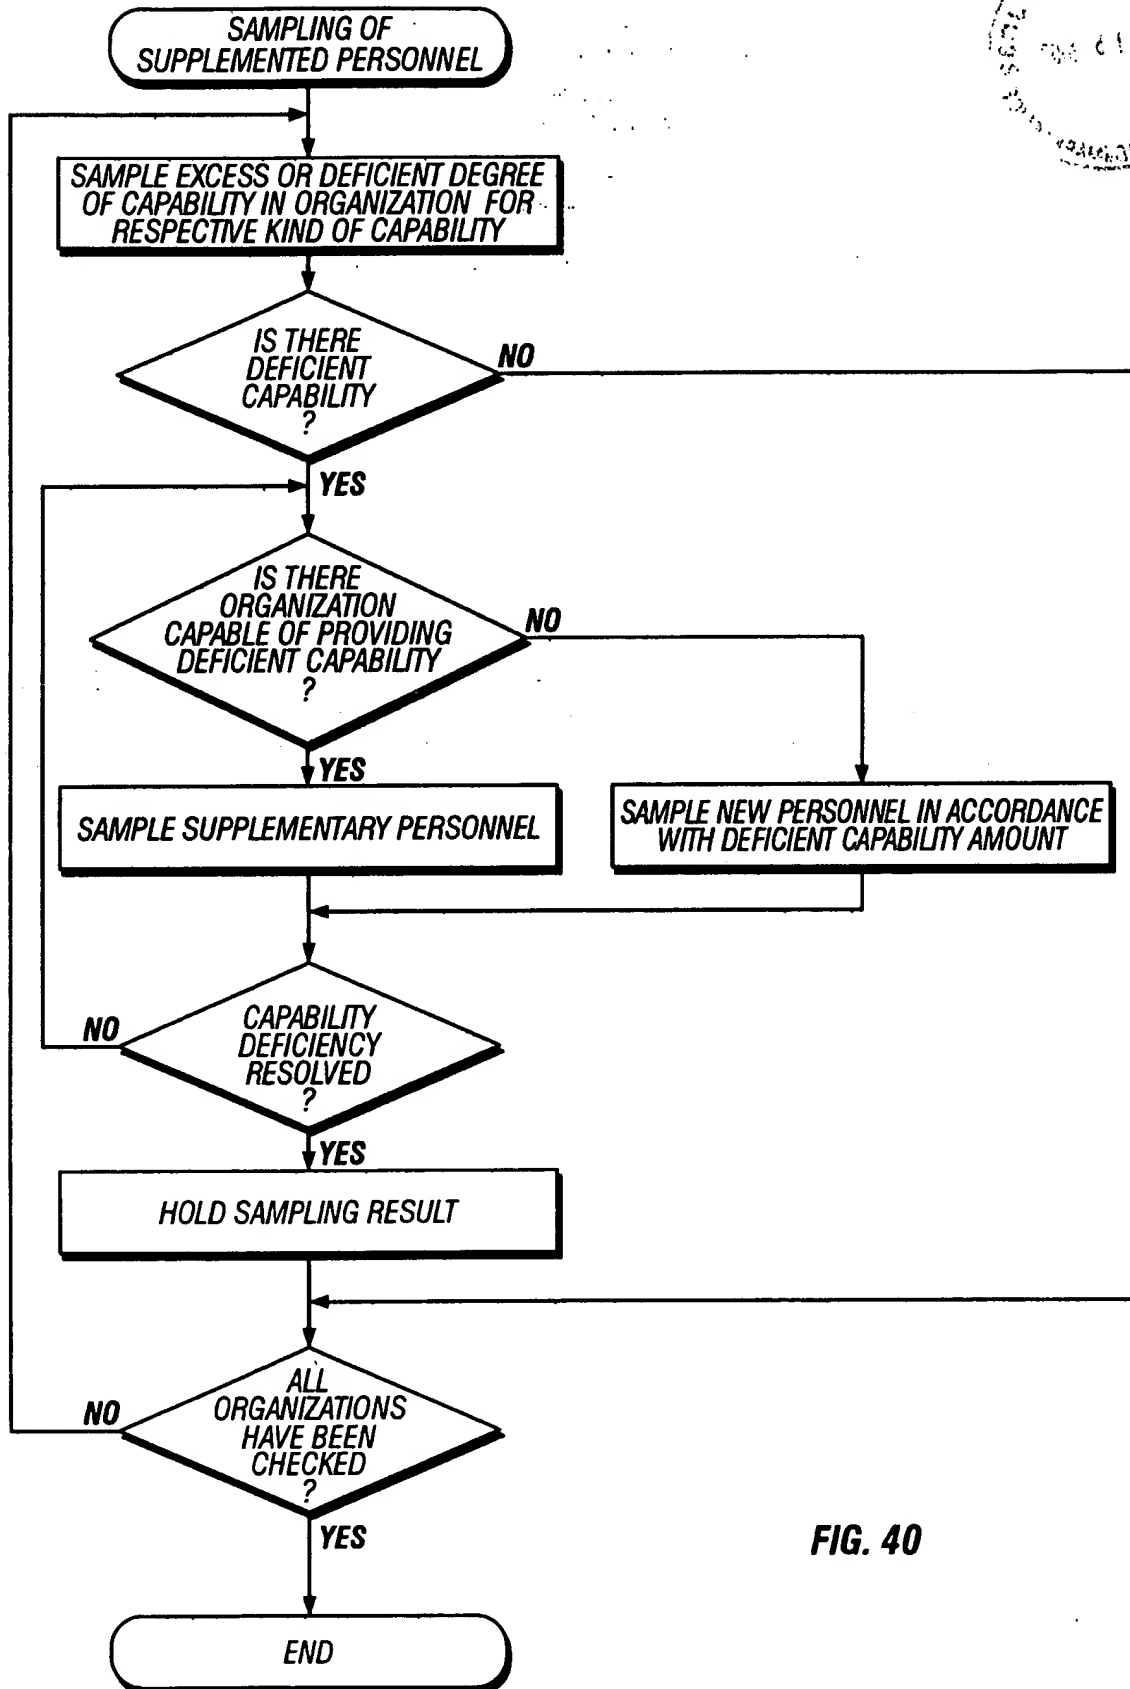 SAMPLING OF
SUPPLEMENTED PERSONNEL
SAMPLE EXCESS OR DEFICIENT DEGREE
OF CAPABILITY IN ORGANIZATION FOR
RESPECTIVE KIND OF CAPABILITY
IS THERE
DEFICIENT
CAPABILITY
?
NO
YES
IS THERE
ORGANIZATION
CAPABLE OF PROVIDING
DEFICIENT CAPABILITY
?
NO
YES
SAMPLE SUPPLEMENTARY PERSONNEL
SAMPLE NEW PERSONNEL IN ACCORDANCE
WITH DEFICIENT CAPABILITY AMOUNT
CAPABILITY
DEFICIENCY
RESOLVED
?
NO
YES
HOLD SAMPLING RESULT
ALL
ORGANIZATIONS
HAVE BEEN
CHECKED
?
NO
YES
FIG. 40
END